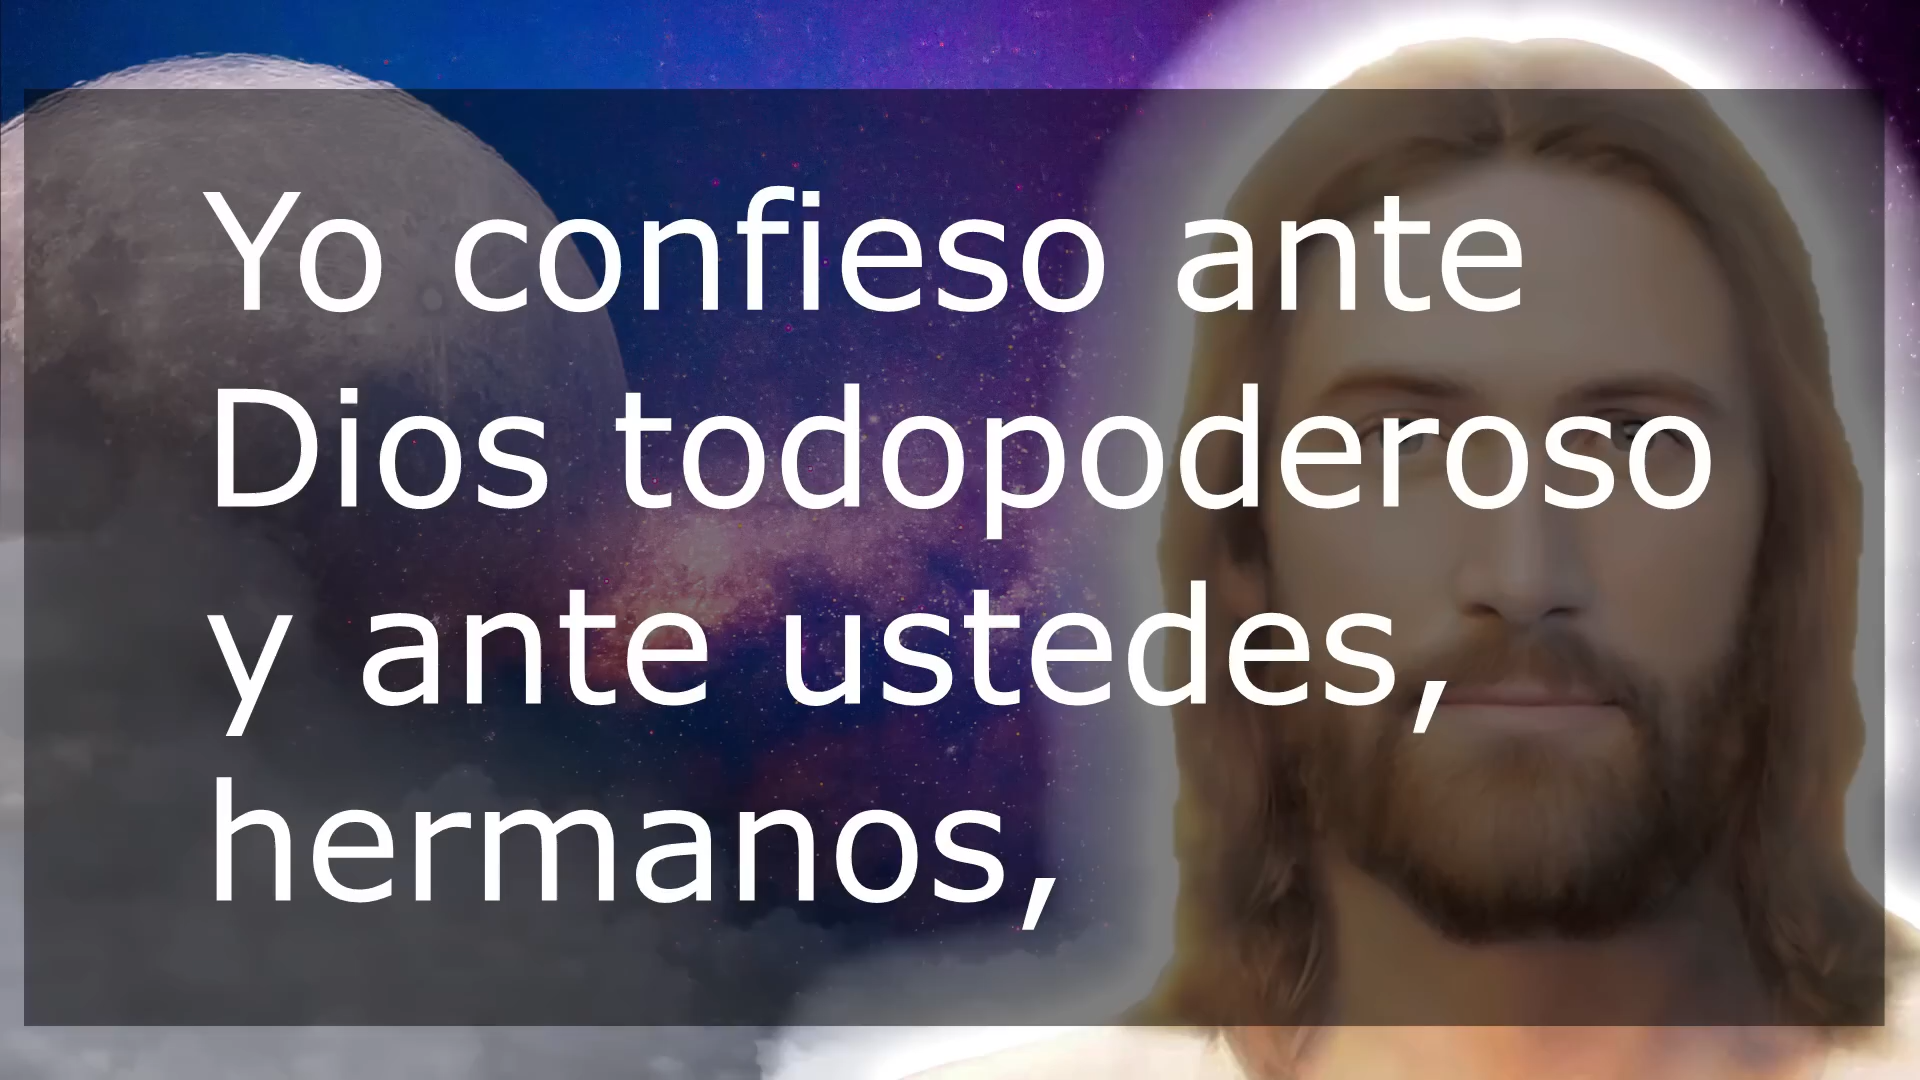 Yo confieso ante
Dios todopoderoso
y ante ustedes,
hermanos,